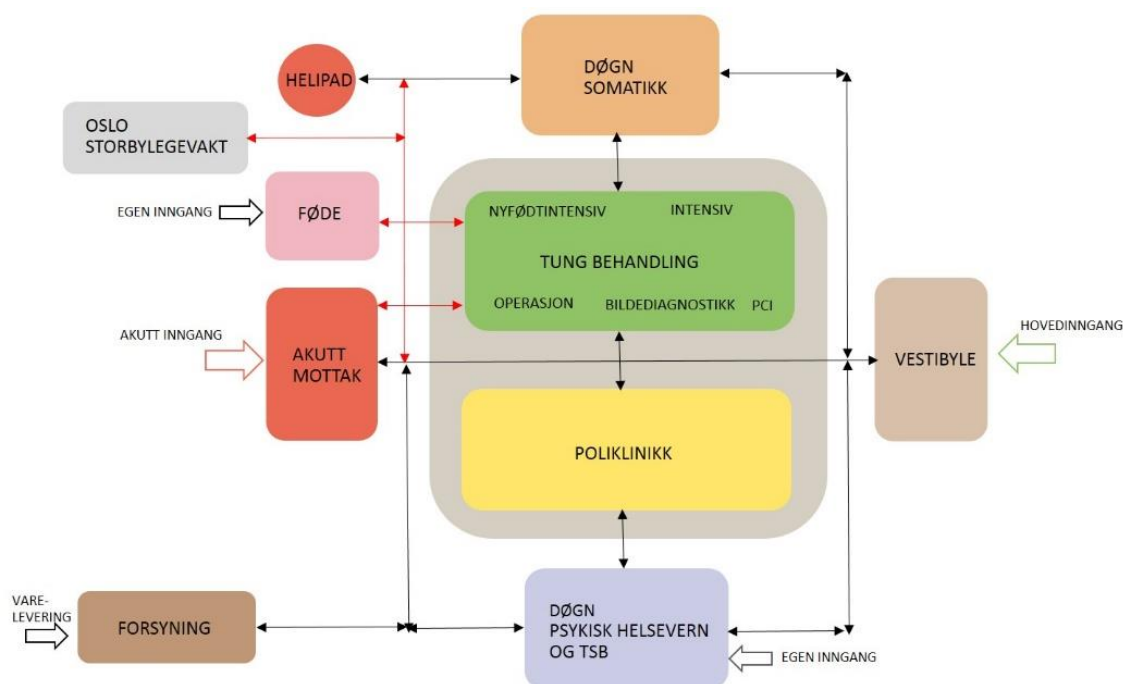 DØGN
SOMATIKK
HELIPAD
OSLO
STORBYLEGEVAKT
EGEN INNGANG
FØDE
NYFØDTINTENSIV
INTENSIV
TUNG BEHANDLING
OPERASJON
BILDEDIAGNOSTIKK
PCI
AKUTT INNGANG
AKUTT
MOTTAK
VESTIBYLE
HOVEDINNGANG
POLIKLINIKK
VARE-
LEVERING
FORSYNING
DØGN
PSYKISK HELSEVERN
OG TSB
EGEN INNGANG